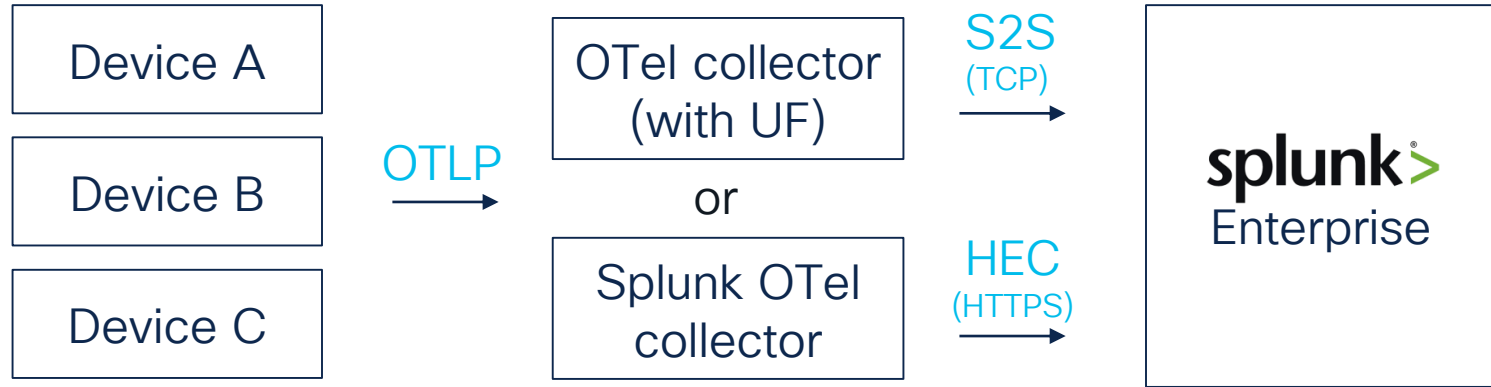 Device A
Device B
Device C
OTLP
OTel collector
(with UF)
or
Splunk OTel
collector
S2S
(TCP)
HEC
(HTTPS)
splunk>®
Enterprise